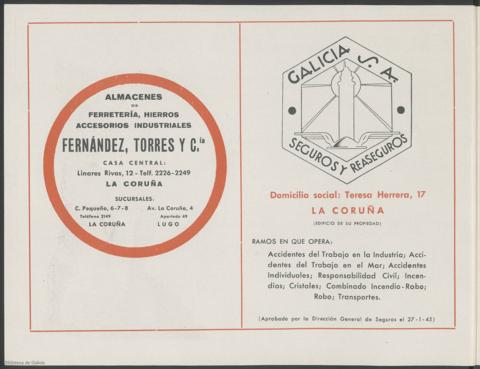 ALMACENES
DE
FERRETERÍA, HIERROS
ACCESORIOS INDUSTRIALES
FERNÁNDEZ, TORRES Y C.ía
CASA CENTRAL:
Linares Rivas, 12 - Telf. 2226-2249
LA CORUÑA
SUCURSALES:
C. Pequeño, 6-7-8 Av. La Coruña, 4
Teléfono 2149 Apartado 49
LA CORUÑA LUGO
GALICIA S. A.
SEGUROS Y REASEGUROS
Domicilio social: Teresa Herrera, 17
LA CORUÑA
(EDIFICIO DE SU PROPIEDAD)
RAMOS EN QUE OPERA:
Accidentes del Trabajo en la Industria; Acci-
dentes del Trabajo en el Mar; Accidentes
Individuales; Responsabilidad Civil; Incen-
dios; Cristales; Combinado Incendio-Robo;
Robo; Transportes.
(Aprobado por la Dirección General de Seguros el 27-1-45)
Biblioteca de Galicia